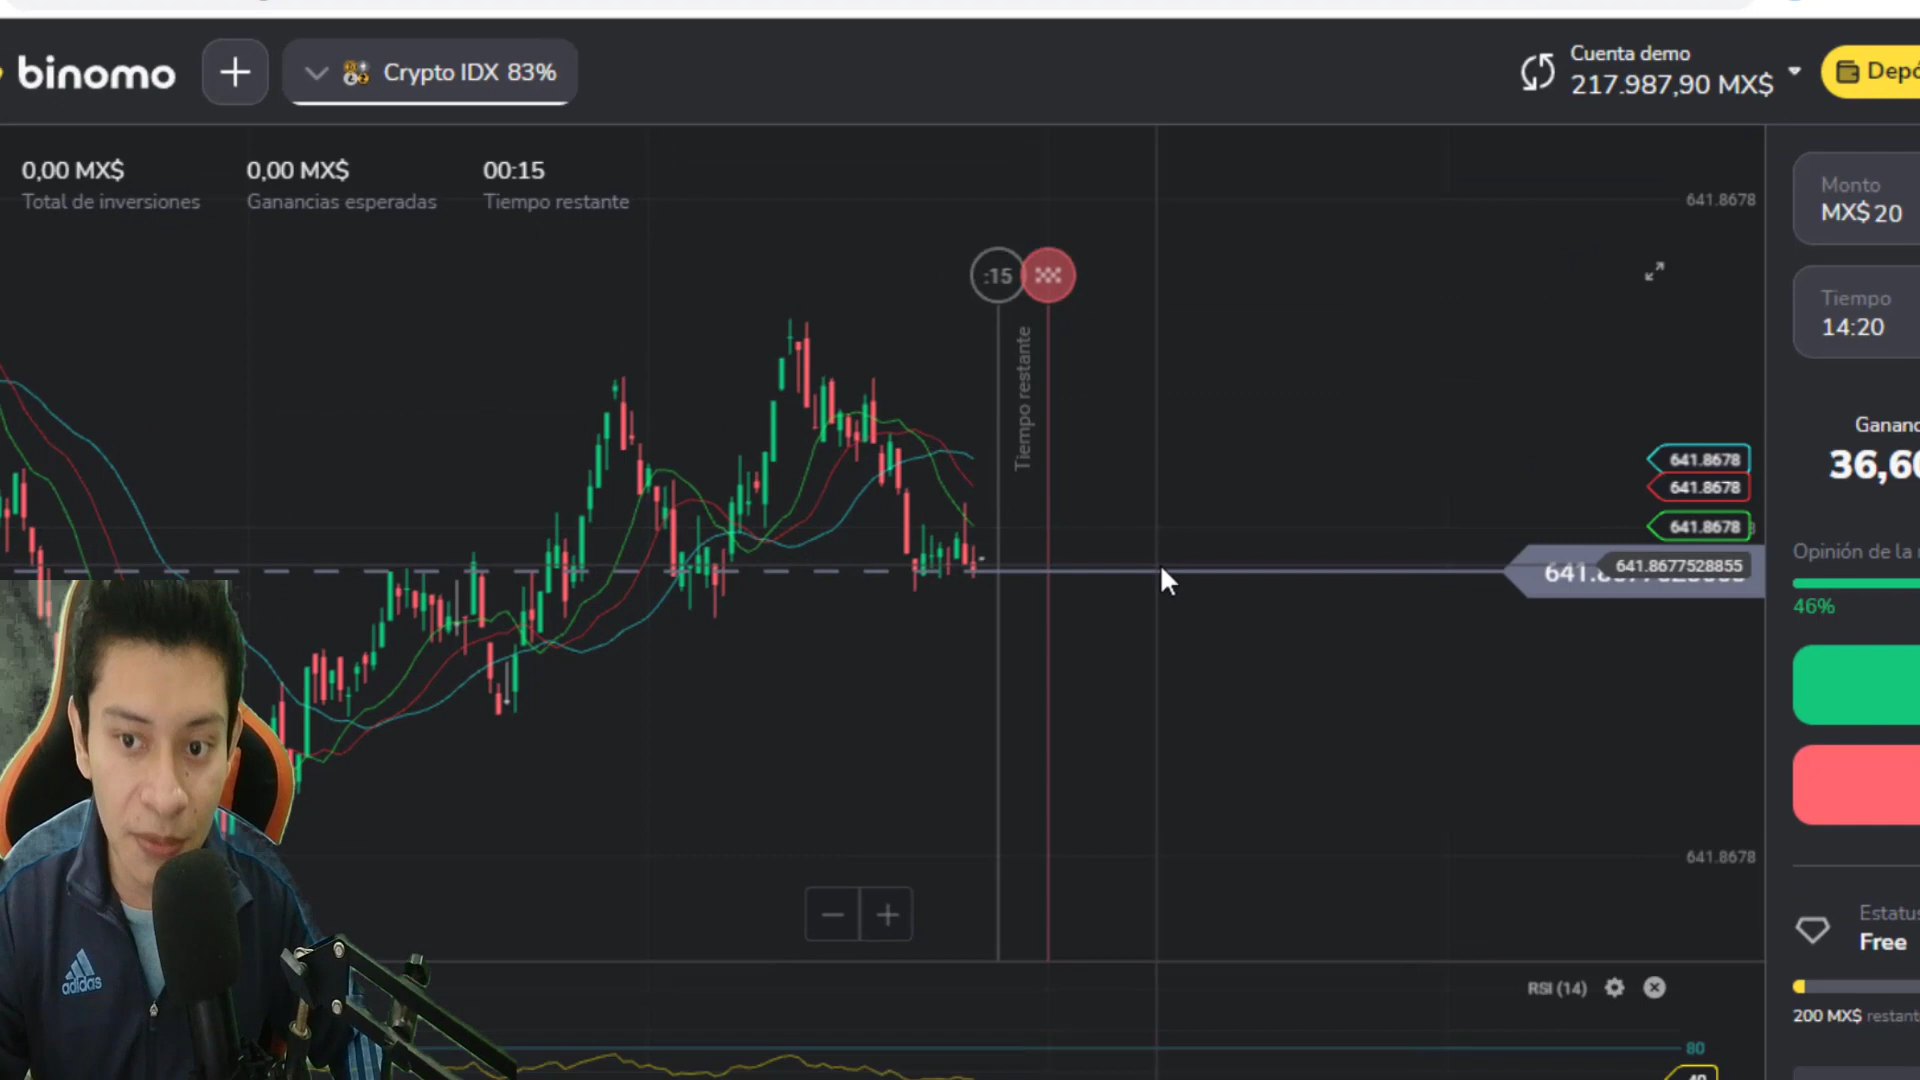 binomo
Crypto IDX 83%
Cuenta demo
217.987,90 MX$
Depó
0,00 MX$
Total de inversiones
0,00 MX$
Ganancias esperadas
00:15
Tiempo restante
641.8678
Monto
MX$ 20
Tiempo
14:20
:15
Tiempo restante
Gananc
36,60
641.8678
641.8678
641.8678
641.8677528855
Opinión de la
46%
641.8678
Estatus
Free
200 MX$ restant
RSI (14)
80
adidas